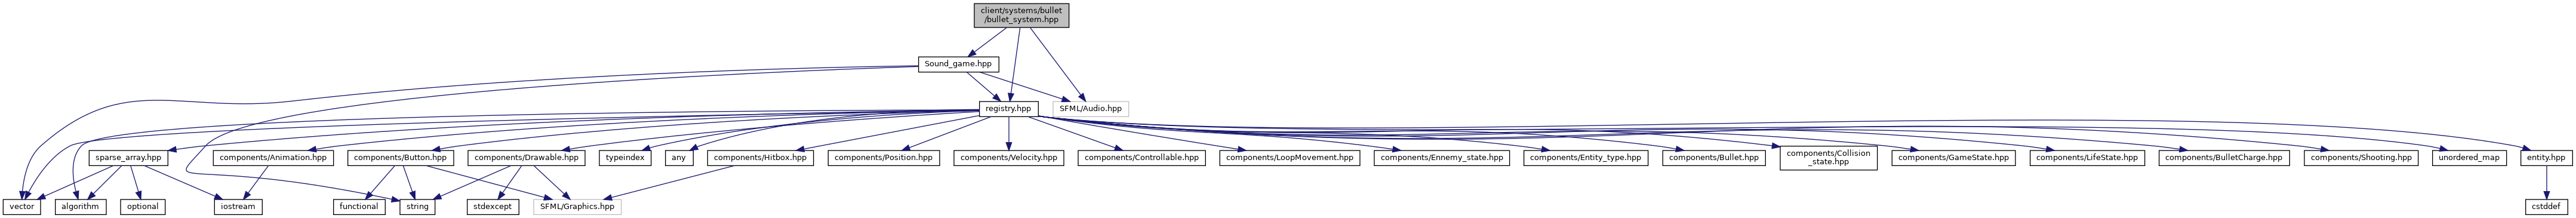 client/systems/bullet
/bullet_system.hpp
Sound_game.hpp
registry.hpp
SFML/Audio.hpp
sparse_array.hpp
components/Animation.hpp
components/Button.hpp
components/Drawable.hpp
typeindex
any
components/Hitbox.hpp
components/Position.hpp
components/Velocity.hpp
components/Controllable.hpp
components/LoopMovement.hpp
components/Ennemy_state.hpp
components/Entity_type.hpp
components/Bullet.hpp
components/Collision
_state.hpp
components/GameState.hpp
components/LifeState.hpp
components/BulletCharge.hpp
components/Shooting.hpp
unordered_map
entity.hpp
vector
algorithm
optional
iostream
functional
string
stdexcept
SFML/Graphics.hpp
cstddef